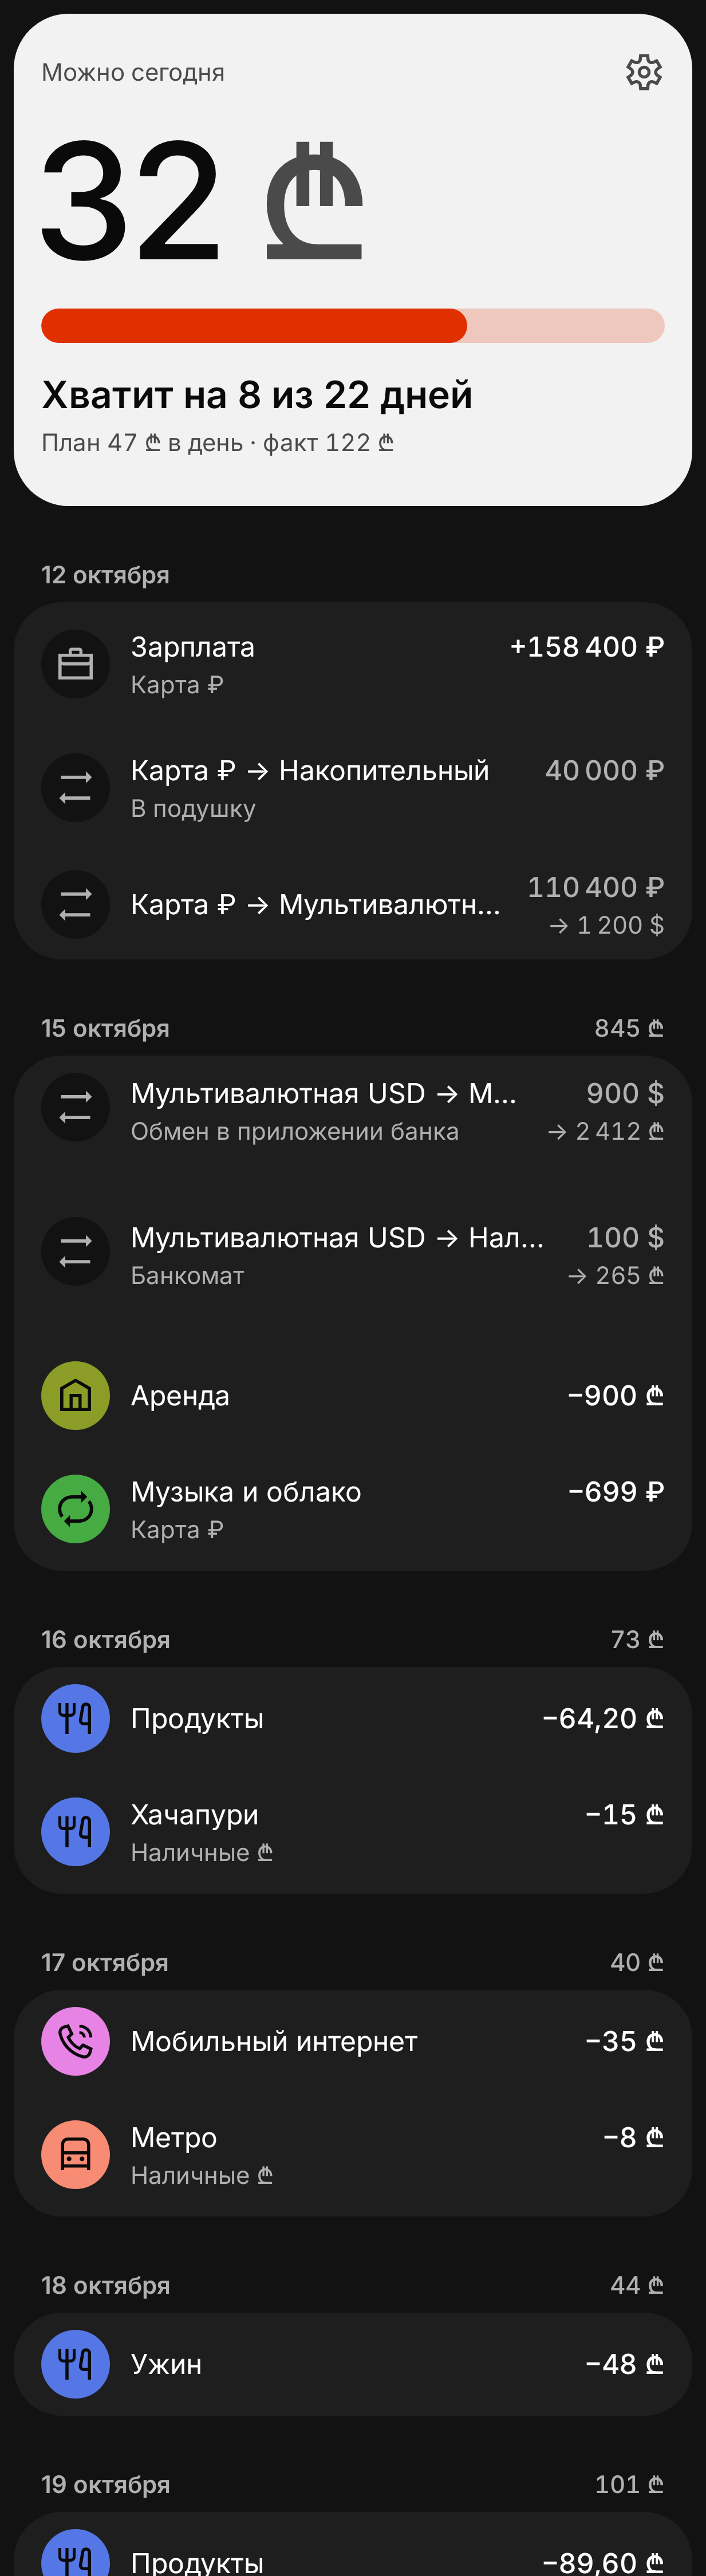 Можно сегодня
32 ₾
Хватит на 8 из 22 дней
План 47 ₾ в день · факт 122 ₾
12 октября
Зарплата +158 400 ₽
Карта ₽
Карта ₽ → Накопительный 40 000 ₽
В подушку
Карта ₽ → Мультивалютн... 110 400 ₽
→ 1 200 $
15 октября 845 ₾
Мультивалютная USD → М... 900 $
Обмен в приложении банка → 2 412 ₾
Мультивалютная USD → Нал... 100 $
Банкомат → 265 ₾
Аренда −900 ₾
Музыка и облако −699 ₽
Карта ₽
16 октября 73 ₾
Продукты −64,20 ₾
Хачапури −15 ₾
Наличные ₾
17 октября 40 ₾
Мобильный интернет −35 ₾
Метро −8 ₾
Наличные ₾
18 октября 44 ₾
Ужин −48 ₾
19 октября 101 ₾
Продукты −89,60 ₾